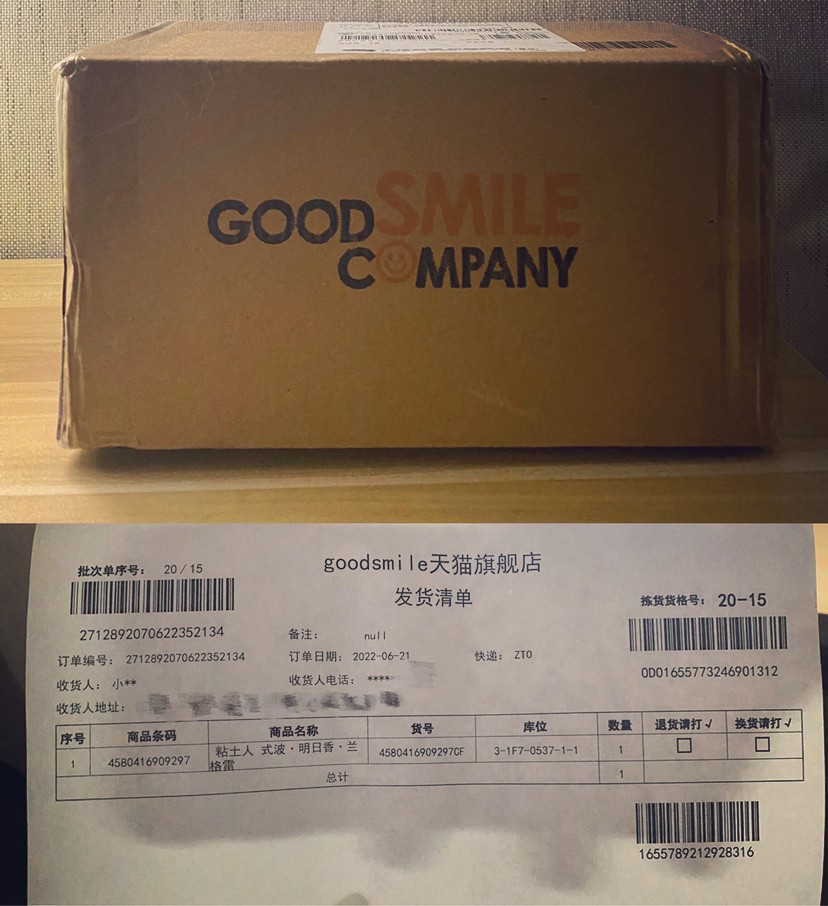 GOOD SMILE
COMPANY
goodsmile天猫旗舰店
发货清单
批次单序号: 20/15
2712892070622352134
拣货货格号: 20-15
OD01655773246901312
备注: null
订单编号: 2712892070622352134
订单日期: 2022-06-21
快递: ZTO
收货人: 小**
收货人电话: ****
收货人地址:
序号 商品条码 商品名称 货号 库位 数量 退货请打√ 换货请打√
1 4580416909297 粘土人 式波·明日香·兰格雷 4580416909297CF 3-1F7-0537-1-1 1
总计 1
1655789212928316